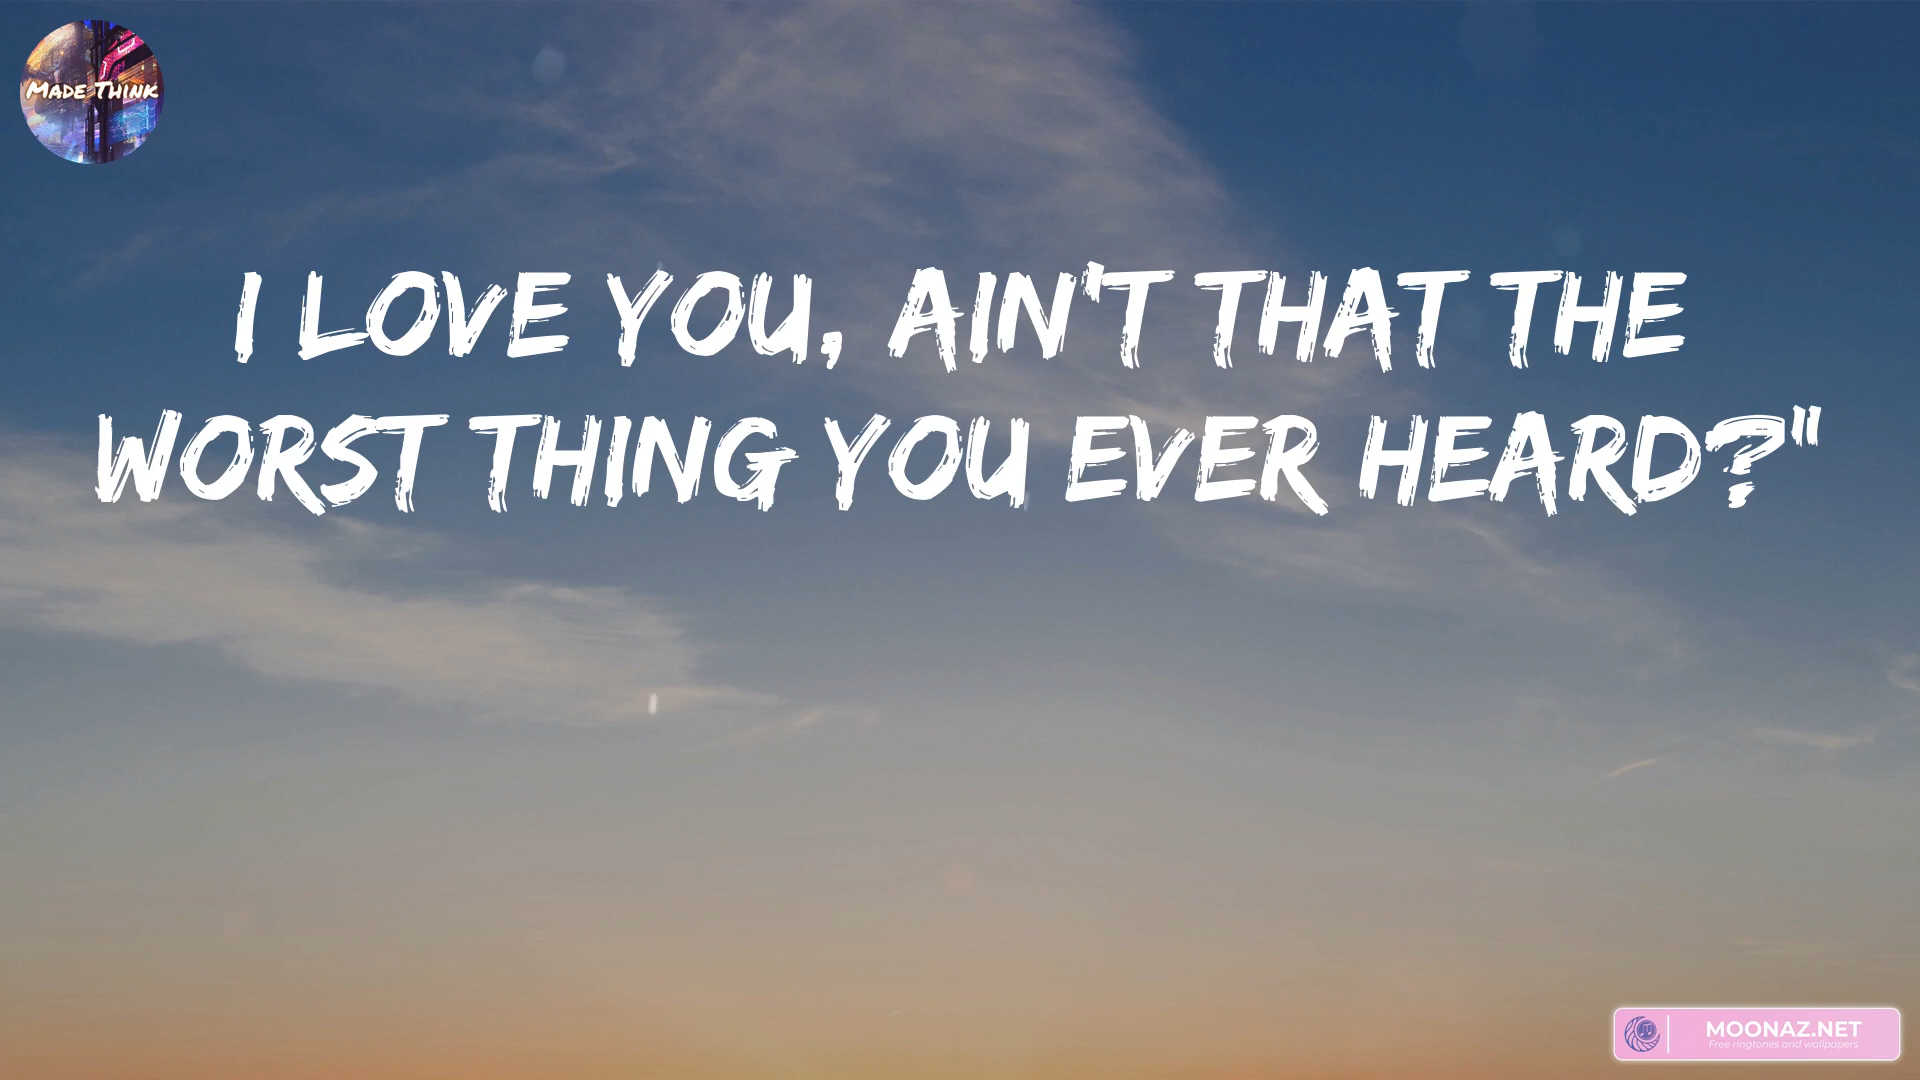 MADE THINK
I LOVE YOU, AIN'T THAT THE
WORST THING YOU EVER HEARD?"
MOONAZ.NET
Free ringtones and wallpapers